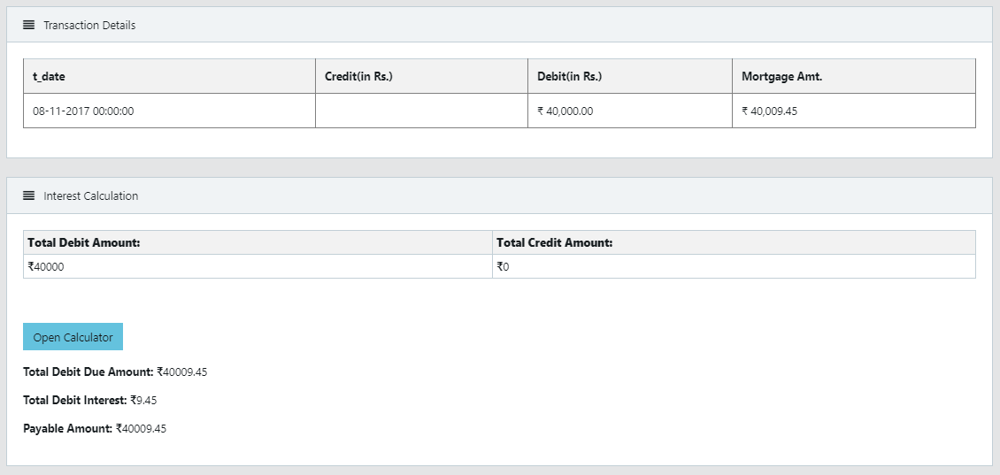 Transaction Details
t_date Credit(in Rs.) Debit(in Rs.) Mortgage Amt.
08-11-2017 00:00:00 ₹ 40,000.00 ₹ 40,009.45
Interest Calculation
Total Debit Amount: Total Credit Amount:
₹40000 ₹0
Open Calculator
Total Debit Due Amount: ₹40009.45
Total Debit Interest: ₹9.45
Payable Amount: ₹40009.45